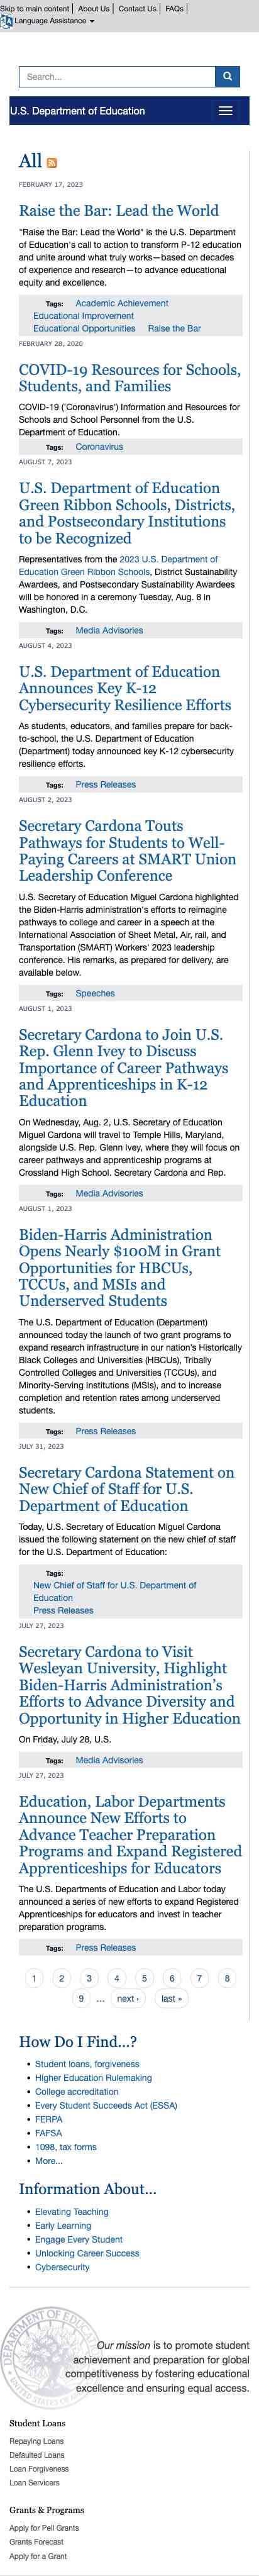 Skip to main content About Us Contact Us FAQs
Language Assistance
Search...
U.S. Department of Education
All
FEBRUARY 17, 2023
Raise the Bar: Lead the World
"Raise the Bar: Lead the World" is the U.S. Department
of Education's call to action to transform P-12 education
and unite around what truly works—based on decades
of experience and research—to advance educational
equity and excellence.
Tags: Academic Achievement
Educational Improvement
Educational Opportunities Raise the Bar
FEBRUARY 28, 2020
COVID-19 Resources for Schools,
Students, and Families
COVID-19 ('Coronavirus') Information and Resources for
Schools and School Personnel from the U.S.
Department of Education.
Tags: Coronavirus
AUGUST 7, 2023
U.S. Department of Education
Green Ribbon Schools, Districts,
and Postsecondary Institutions
to be Recognized
Representatives from the 2023 U.S. Department of
Education Green Ribbon Schools, District Sustainability
Awardees, and Postsecondary Sustainability Awardees
will be honored in a ceremony Tuesday, Aug. 8 in
Washington, D.C.
Tags: Media Advisories
AUGUST 4, 2023
U.S. Department of Education
Announces Key K-12
Cybersecurity Resilience Efforts
As students, educators, and families prepare for back-
to-school, the U.S. Department of Education
(Department) today announced key K-12 cybersecurity
resilience efforts.
Tags: Press Releases
AUGUST 2, 2023
Secretary Cardona Touts
Pathways for Students to Well-
Paying Careers at SMART Union
Leadership Conference
U.S. Secretary of Education Miguel Cardona highlighted
the Biden-Harris administration's efforts to reimagine
pathways to college and career in a speech at the
International Association of Sheet Metal, Air, rail, and
Transportation (SMART) Workers' 2023 leadership
conference. His remarks, as prepared for delivery, are
available below.
Tags: Speeches
AUGUST 1, 2023
Secretary Cardona to Join U.S.
Rep. Glenn Ivey to Discuss
Importance of Career Pathways
and Apprenticeships in K-12
Education
On Wednesday, Aug. 2, U.S. Secretary of Education
Miguel Cardona will travel to Temple Hills, Maryland,
alongside U.S. Rep. Glenn Ivey, where they will focus on
career pathways and apprenticeship programs at
Crossland High School. Secretary Cardona and Rep.
Tags: Media Advisories
AUGUST 1, 2023
Biden-Harris Administration
Opens Nearly $100M in Grant
Opportunities for HBCUs,
TCCUs, and MSIs and
Underserved Students
The U.S. Department of Education (Department)
announced today the launch of two grant programs to
expand research infrastructure in our nation's Historically
Black Colleges and Universities (HBCUs), Tribally
Controlled Colleges and Universities (TCCUs), and
Minority-Serving Institutions (MSIs), and to increase
completion and retention rates among underserved
students.
Tags: Press Releases
JULY 31, 2023
Secretary Cardona Statement on
New Chief of Staff for U.S.
Department of Education
Today, U.S. Secretary of Education Miguel Cardona
issued the following statement on the new chief of staff
for the U.S. Department of Education:
Tags:
New Chief of Staff for U.S. Department of
Education
Press Releases
JULY 27, 2023
Secretary Cardona to Visit
Wesleyan University, Highlight
Biden-Harris Administration's
Efforts to Advance Diversity and
Opportunity in Higher Education
On Friday, July 28, U.S.
Tags: Media Advisories
JULY 27, 2023
Education, Labor Departments
Announce New Efforts to
Advance Teacher Preparation
Programs and Expand Registered
Apprenticeships for Educators
The U.S. Departments of Education and Labor today
announced a series of new efforts to expand Registered
Apprenticeships for educators and invest in teacher
preparation programs.
Tags: Press Releases
1 2 3 4 5 6 7 8
9 … next › last »
How Do I Find...?
• Student loans, forgiveness
• Higher Education Rulemaking
• College accreditation
• Every Student Succeeds Act (ESSA)
• FERPA
• FAFSA
• 1098, tax forms
• More...
Information About...
• Elevating Teaching
• Early Learning
• Engage Every Student
• Unlocking Career Success
• Cybersecurity
Our mission is to promote student
achievement and preparation for global
competitiveness by fostering educational
excellence and ensuring equal access.
Student Loans
Repaying Loans
Defaulted Loans
Loan Forgiveness
Loan Servicers
Grants & Programs
Apply for Pell Grants
Grants Forecast
Apply for a Grant